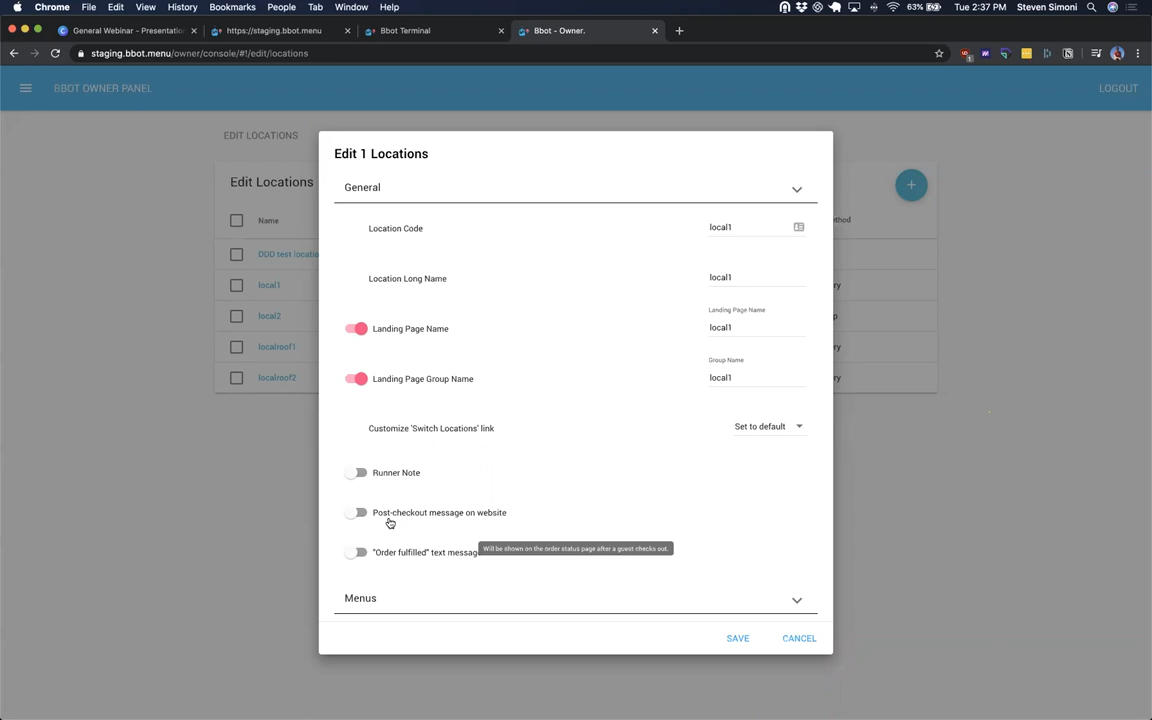 Chrome File Edit View History Bookmarks People Tab Window Help 63% Tue 2:37 PM Steven Simoni
General Webinar - Presentation https://staging.bbot.menu Bbot Terminal Bbot - Owner.
staging.bbot.menu/owner/console/#!/edit/locations
BBOT OWNER PANEL LOGOUT
EDIT LOCATIONS
Edit Locations
Name
DDD test locatio
local1
local2
localroof1
localroof2
Edit 1 Locations
General
Location Code local1
Location Long Name local1
Landing Page Name Landing Page Name
local1
Landing Page Group Name Group Name
local1
Customize 'Switch Locations' link Set to default
Runner Note
Post-checkout message on website
"Order fulfilled" text message
Will be shown on the order status page after a guest checks out.
Menus
SAVE CANCEL